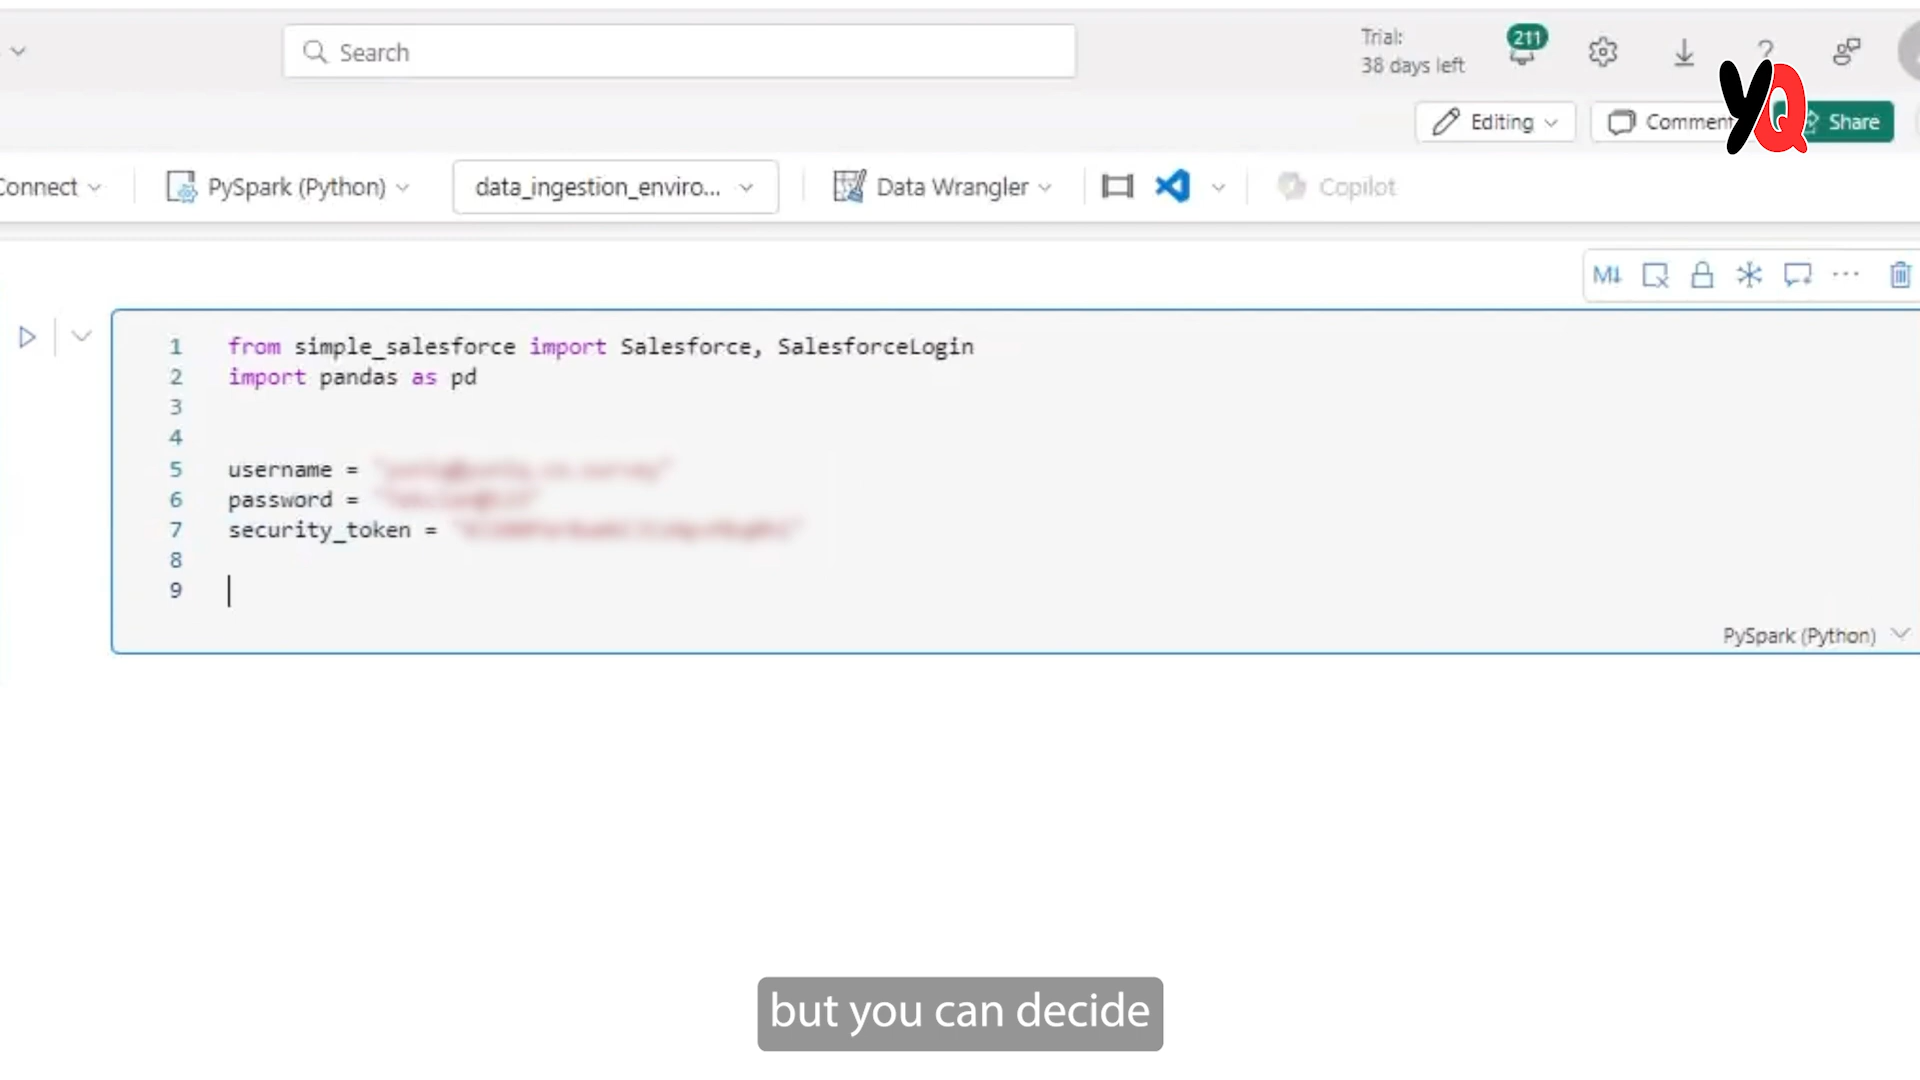 Search
Trial:
38 days left
211
Editing
Comment
YQ
Share
Connect
PySpark (Python)
data_ingestion_enviro...
Data Wrangler
Copilot
M↓
1 from simple_salesforce import Salesforce, SalesforceLogin
2 import pandas as pd
3
4
5 username =
6 password =
7 security_token =
8
9
PySpark (Python)
but you can decide